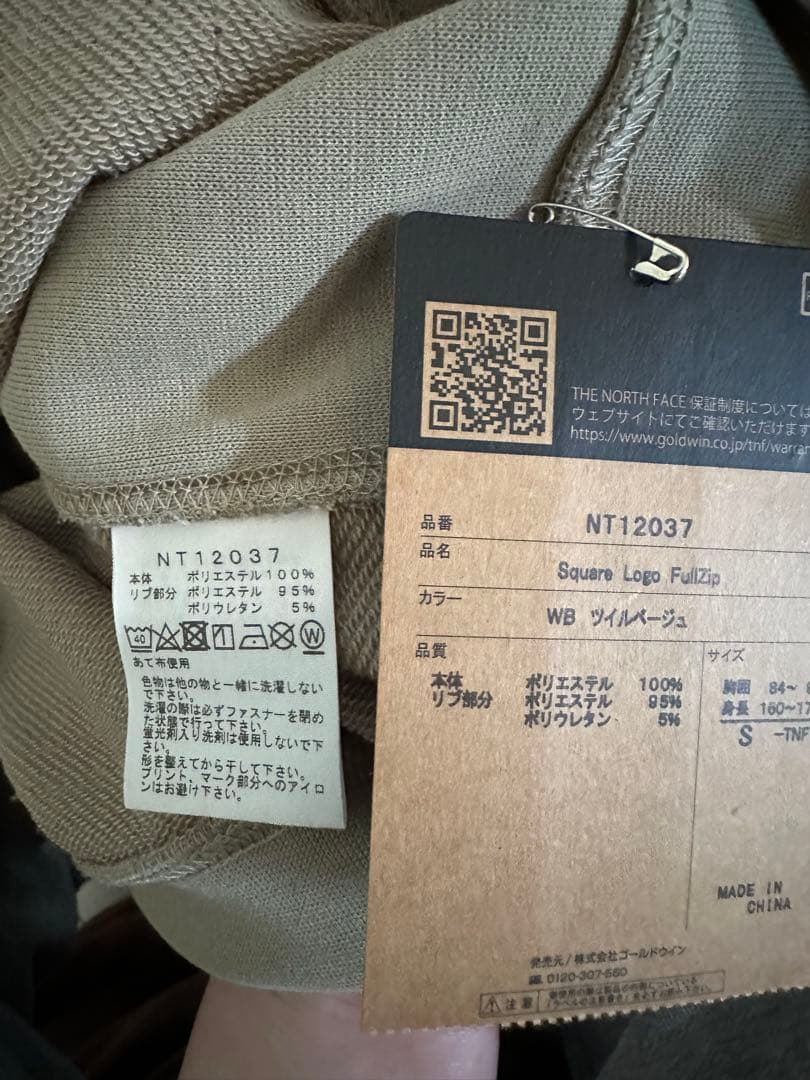 THE NORTH FACE 保証制度については
ウェブサイトにてご確認いただけます
https://www.goldwin.co.jp/tnf/warran
品番 NT12037
品名 Square Logo FullZip
カラー WB ツイルベージュ
品質
本体 ポリエステル 100%
リブ部分 ポリエステル 95%
ポリウレタン 5%
サイズ
胸囲 84~
身長 160~17
S -TNF
MADE IN
CHINA
発売元/株式会社ゴールドウイン
0120-307-560
注意
NT12037
本体 ポリエステル100%
リブ部分 ポリエステル 95%
ポリウレタン 5%
40 W
あて布使用
色物は他の物と一緒に洗濯しない
で下さい。
洗濯の際は必ずファスナーを閉め
た状態で行って下さい。
蛍光剤入り洗剤は使用しないで下
さい。
形を整えてから干して下さい。
プリント、マーク部分へのアイロ
ンはお避け下さい。